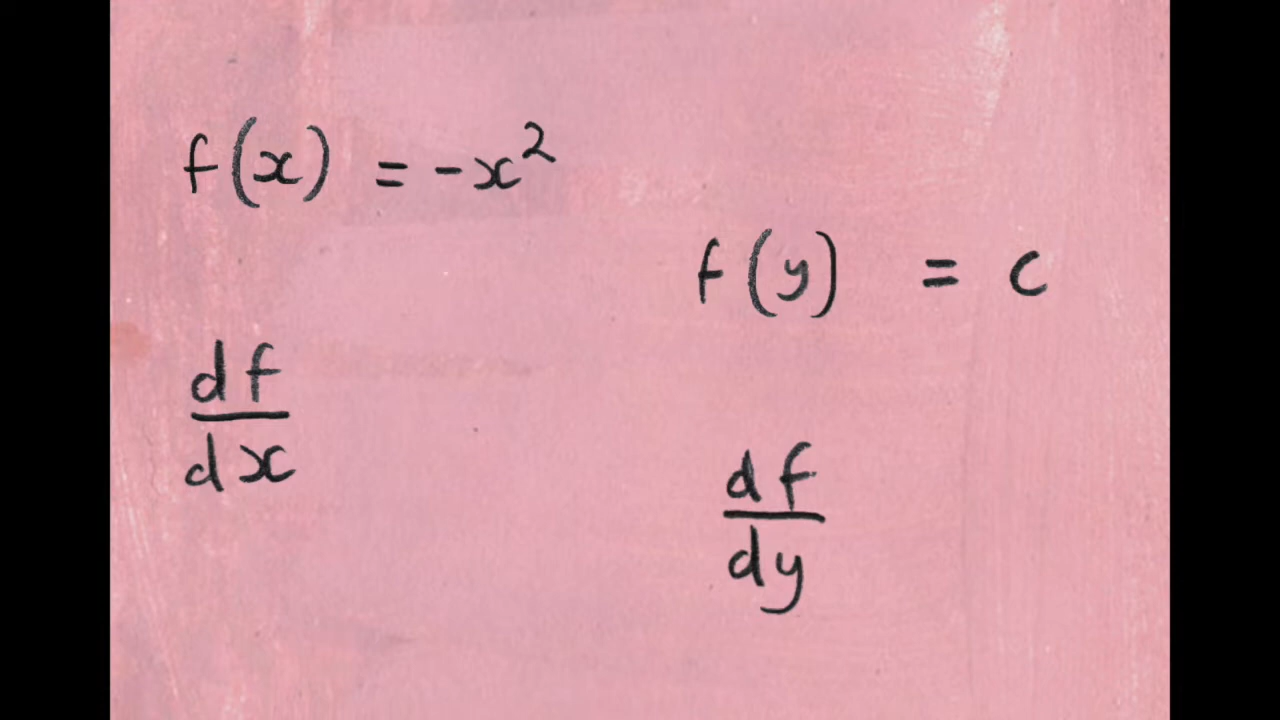 f(x) = -x²
f(y) = c
df
dx
df
dy